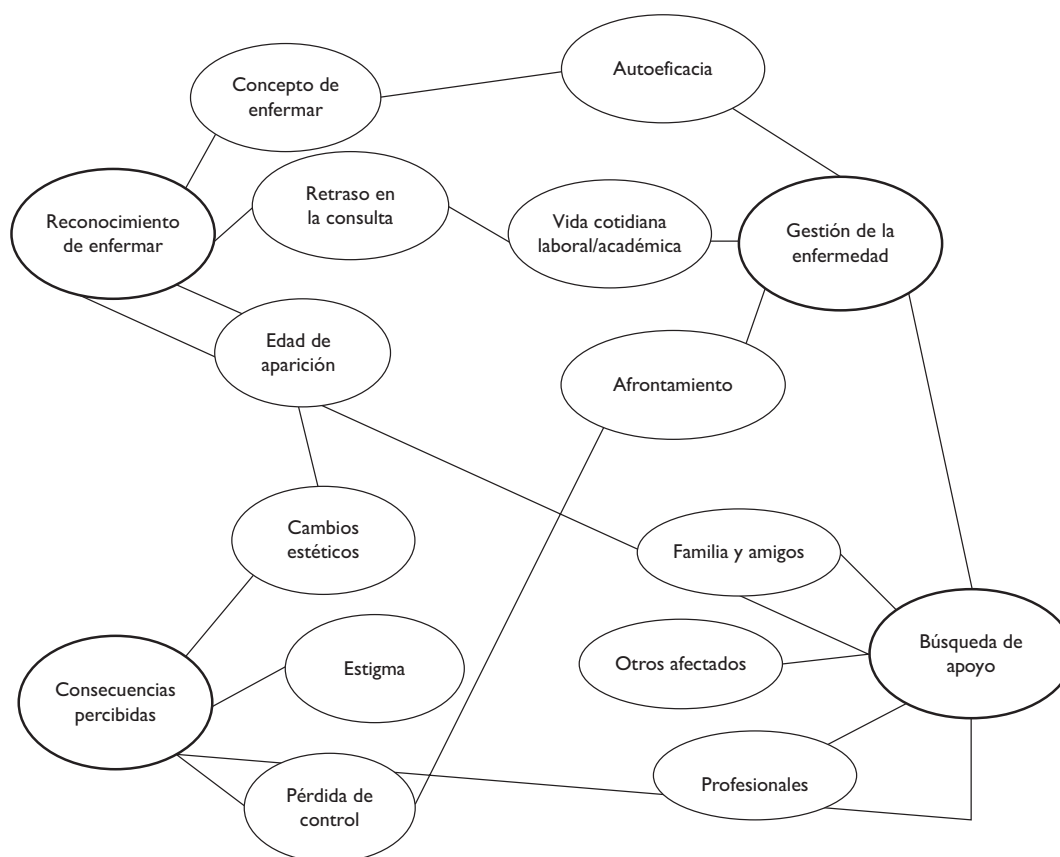 Concepto de
enfermar
Autoeficacia
Reconocimiento
de enfermar
Retraso en
la consulta
Vida cotidiana
laboral/académica
Gestión de la
enfermedad
Edad de
aparición
Afrontamiento
Cambios
estéticos
Familia y amigos
Consecuencias
percibidas
Estigma
Otros afectados
Búsqueda de
apoyo
Pérdida de
control
Profesionales